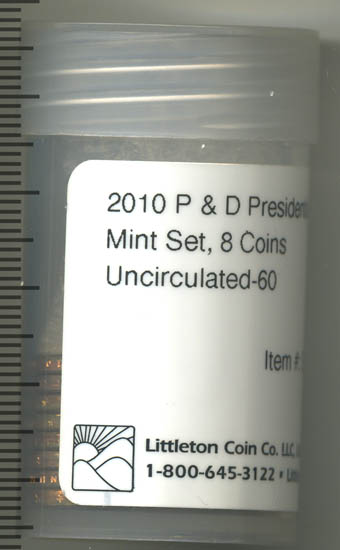 2010 P & D Presiden
Mint Set, 8 Coins
Uncirculated-60
Item #:
Littleton Coin Co. LLC,
1-800-645-3122 •